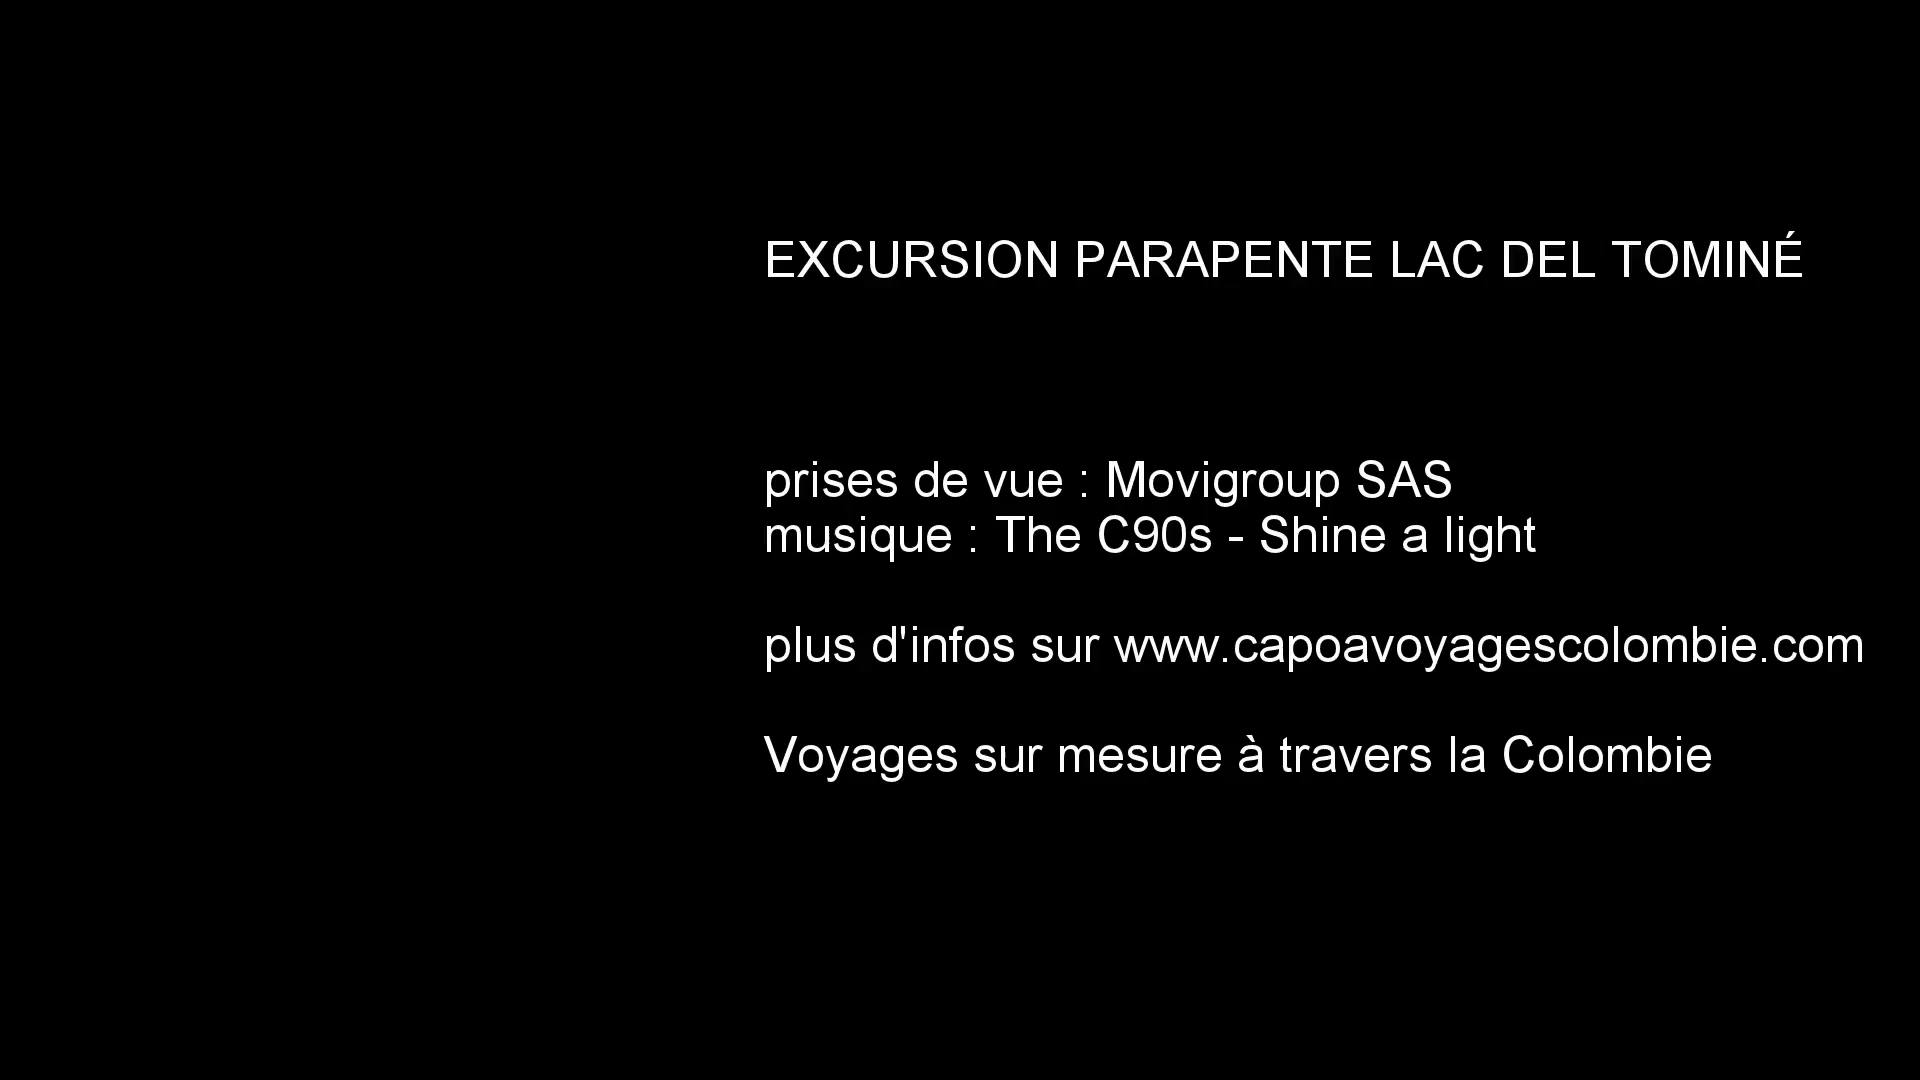 EXCURSION PARAPENTE LAC DEL TOMINÉ
prises de vue : Movigroup SAS
musique : The C90s - Shine a light
plus d'infos sur www.capoavoyagescolombie.com
Voyages sur mesure à travers la Colombie